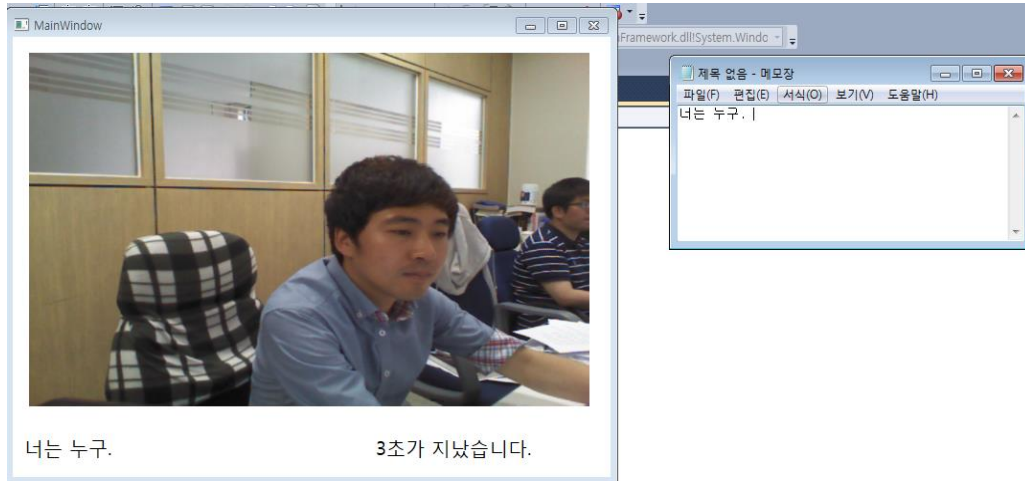 MainWindow
Framework.dll!System.Windo
제목 없음 - 메모장
파일(F) 편집(E) 서식(O) 보기(V) 도움말(H)
너는 누구.
너는 누구.
3초가 지났습니다.